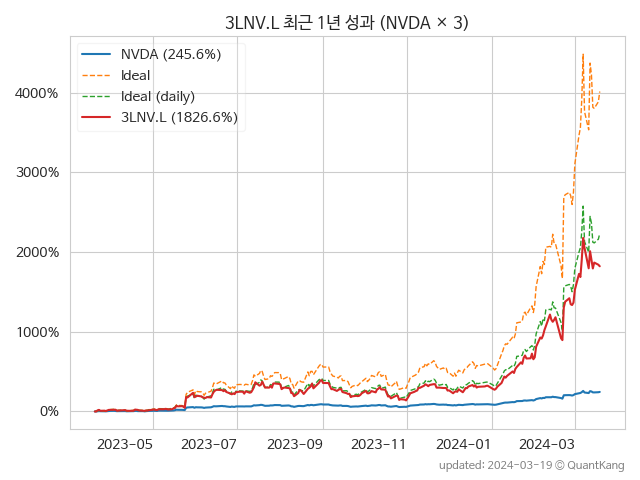 3LNV.L 최근 1년 성과 (NVDA × 3)
NVDA (245.6%)
Ideal
Ideal (daily)
3LNV.L (1826.6%)
4000%
3000%
2000%
1000%
0%
2023-05
2023-07
2023-09
2023-11
2024-01
2024-03
updated: 2024-03-19 © QuantKang